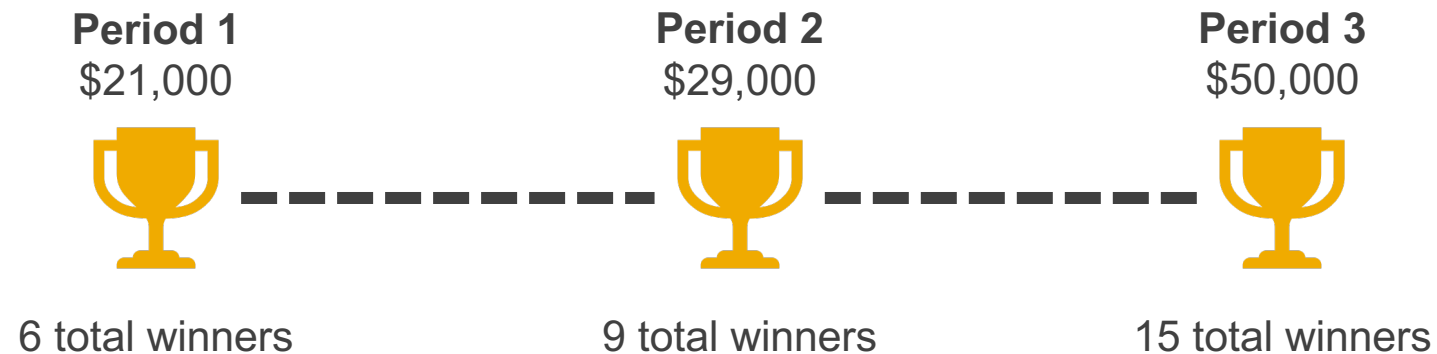 Period 1
$21,000
6 total winners
Period 2
$29,000
9 total winners
Period 3
$50,000
15 total winners